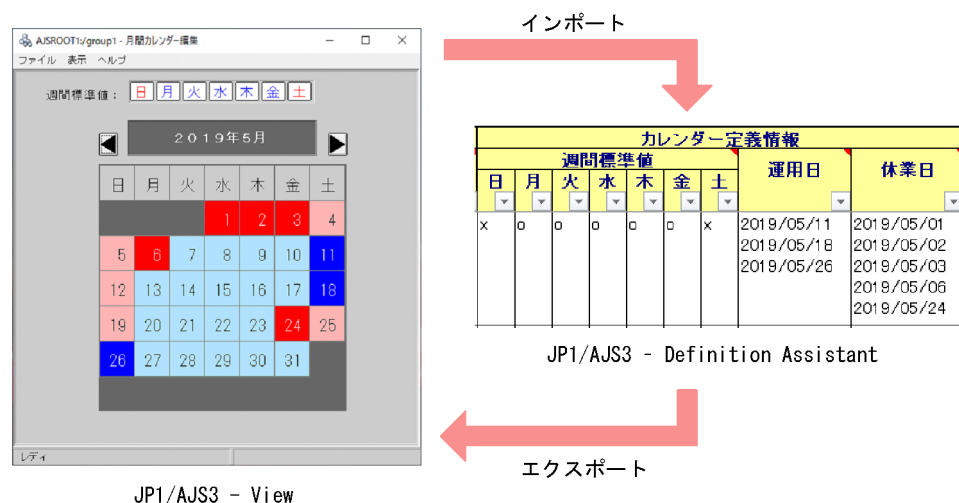 インポート
AJSROOT1:/group1 - 月間カレンダー編集
ファイル 表示 ヘルプ
週間標準値： 日 月 火 水 木 金 土
2019年5月
日 月 火 水 木 金 土
1 2 3 4
5 6 7 8 9 10 11
12 13 14 15 16 17 18
19 20 21 22 23 24 25
26 27 28 29 30 31
レディ
JP1/AJS3 - View
カレンダー定義情報
週間標準値 運用日 休業日
日 月 火 水 木 金 土
x o o o o o x 2019/05/11 2019/05/01
2019/05/18 2019/05/02
2019/05/26 2019/05/03
2019/05/06
2019/05/24
JP1/AJS3 - Definition Assistant
エクスポート